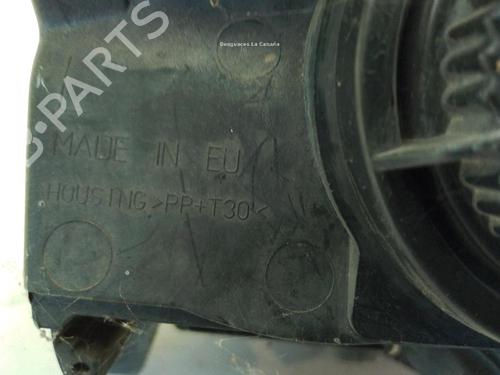 Desguaces La Cabaña
B-PARTS
MADE IN EU
HOUSING >PP+T30<